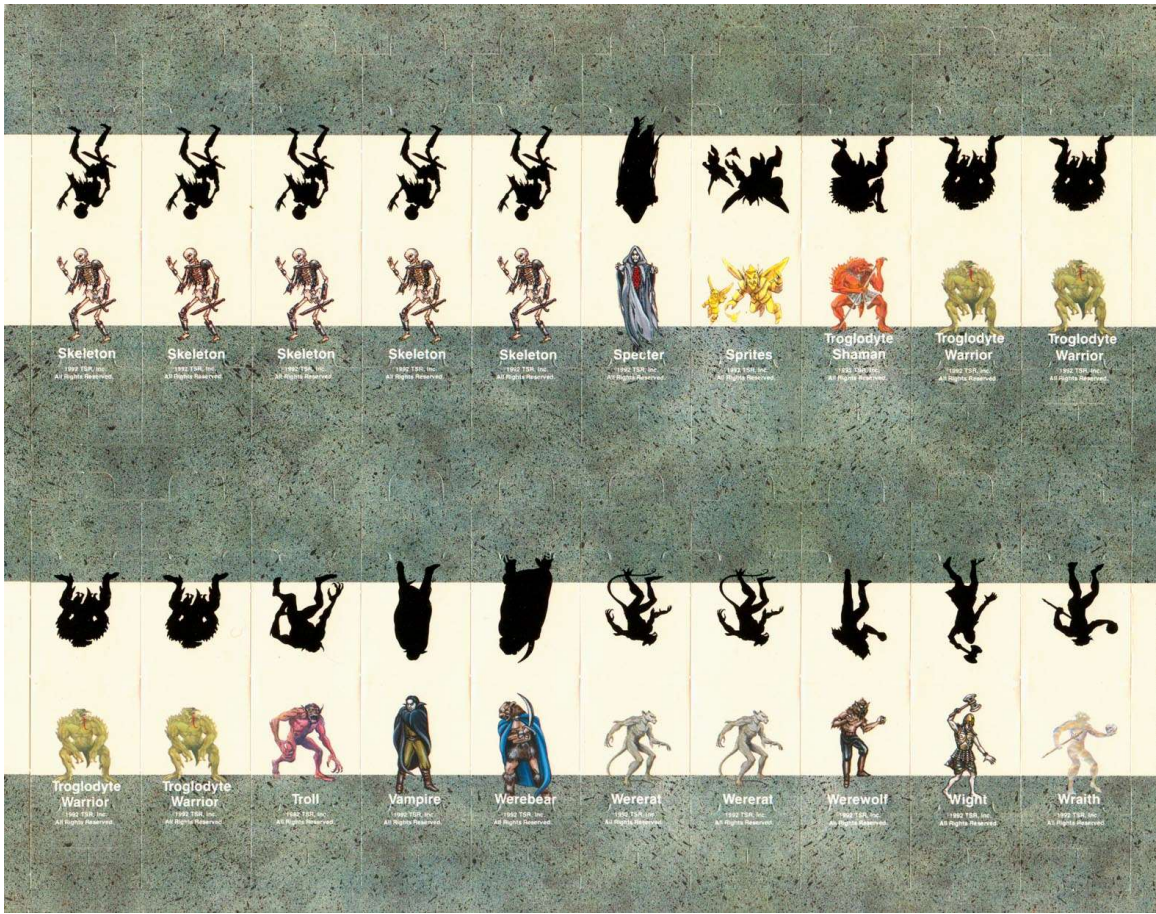 Skeleton
1992 TSR, Inc.
All Rights Reserved.
Skeleton
1992 TSR, Inc.
All Rights Reserved.
Skeleton
1992 TSR, Inc.
All Rights Reserved.
Skeleton
1992 TSR, Inc.
All Rights Reserved.
Skeleton
1992 TSR, Inc.
All Rights Reserved.
Specter
1992 TSR, Inc.
All Rights Reserved.
Sprites
1992 TSR, Inc.
All Rights Reserved.
Troglodyte
Shaman
1992 TSR, Inc.
All Rights Reserved.
Troglodyte
Warrior
1992 TSR, Inc.
All Rights Reserved.
Troglodyte
Warrior
1992 TSR, Inc.
All Rights Reserved.
Troglodyte
Warrior
1992 TSR, Inc.
All Rights Reserved.
Troglodyte
Warrior
1992 TSR, Inc.
All Rights Reserved.
Troll
1992 TSR, Inc.
All Rights Reserved.
Vampire
1992 TSR, Inc.
All Rights Reserved.
Werebear
1992 TSR, Inc.
All Rights Reserved.
Wererat
1992 TSR, Inc.
All Rights Reserved.
Wererat
1992 TSR, Inc.
All Rights Reserved.
Werewolf
1992 TSR, Inc.
All Rights Reserved.
Wight
1992 TSR, Inc.
All Rights Reserved.
Wraith
1992 TSR, Inc.
All Rights Reserved.